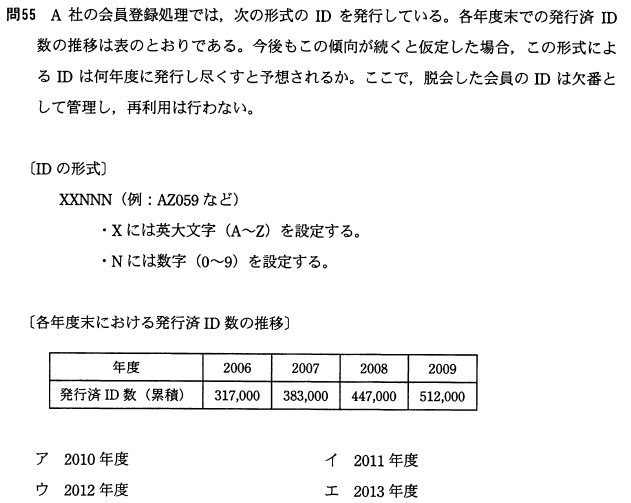 問55 A 社の会員登録処理では，次の形式の ID を発行している。各年度末での発行済 ID
数の推移は表のとおりである。今後もこの傾向が続くと仮定した場合，この形式によ
る ID は何年度に発行し尽くすと予想されるか。ここで，脱会した会員の ID は欠番と
して管理し，再利用は行わない。
〔ID の形式〕
XXNNN（例：AZ059 など）
・X には英大文字（A～Z）を設定する。
・N には数字（0～9）を設定する。
〔各年度末における発行済 ID 数の推移〕
年度 2006 2007 2008 2009
発行済 ID 数（累積） 317,000 383,000 447,000 512,000
ア 2010 年度 イ 2011 年度
ウ 2012 年度 エ 2013 年度